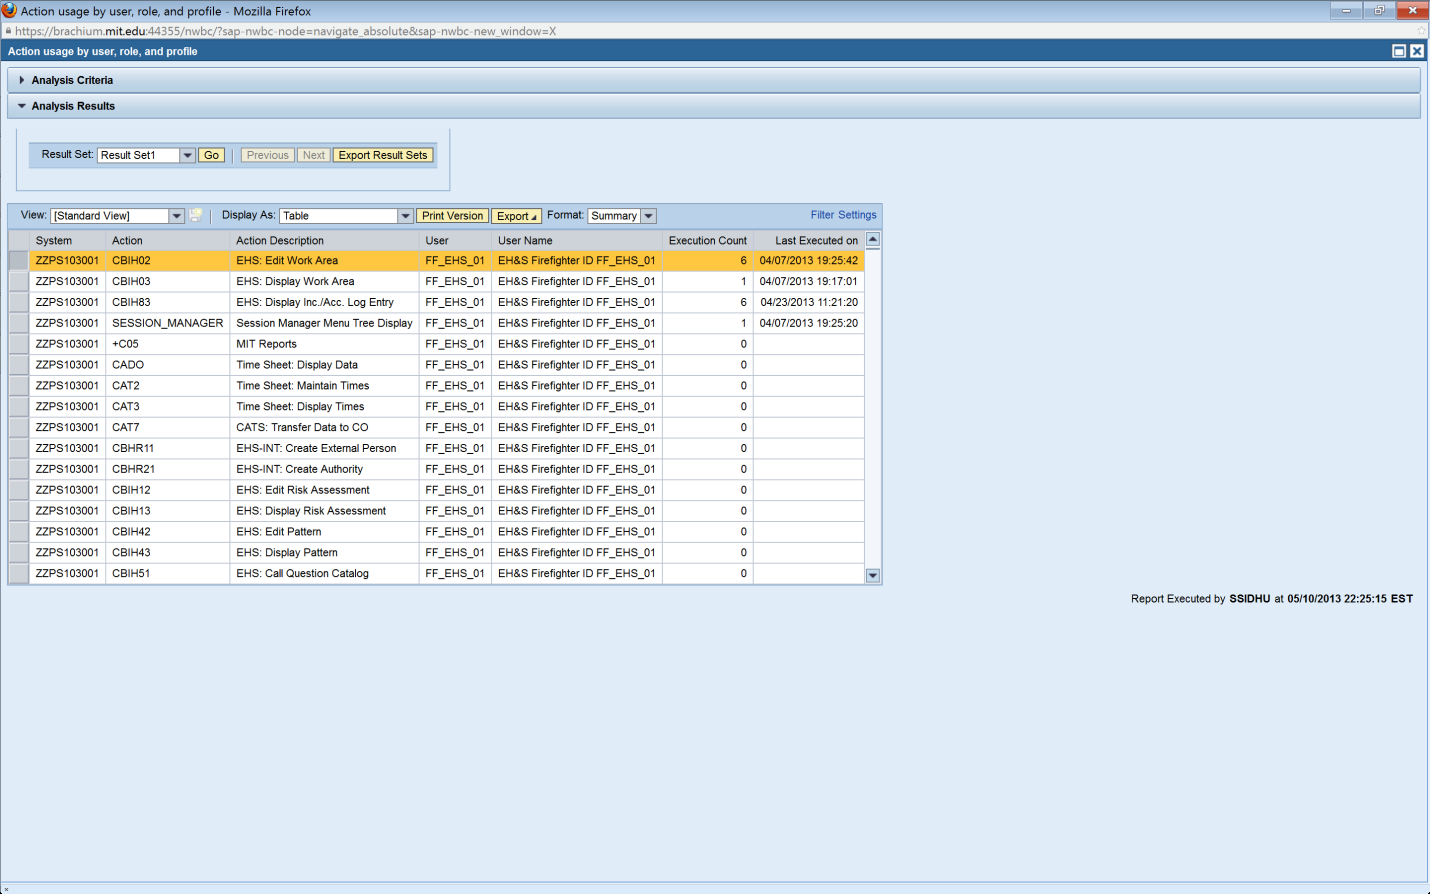 Action usage by user, role, and profile - Mozilla Firefox
https://brachium.mit.edu:44355/nwbc/?sap-nwbc-node=navigate_absolute&sap-nwbc-new_window=X
Action usage by user, role, and profile
Analysis Criteria
Analysis Results
Result Set: Result Set1 Go Previous Next Export Result Sets
View: [Standard View] Display As: Table Print Version Export Format: Summary Filter Settings
System Action Action Description User User Name Execution Count Last Executed on
ZZPS103001 CBIH02 EHS: Edit Work Area FF_EHS_01 EH&S Firefighter ID FF_EHS_01 6 04/07/2013 19:25:42
ZZPS103001 CBIH03 EHS: Display Work Area FF_EHS_01 EH&S Firefighter ID FF_EHS_01 1 04/07/2013 19:17:01
ZZPS103001 CBIH83 EHS: Display Inc./Acc. Log Entry FF_EHS_01 EH&S Firefighter ID FF_EHS_01 6 04/23/2013 11:21:20
ZZPS103001 SESSION_MANAGER Session Manager Menu Tree Display FF_EHS_01 EH&S Firefighter ID FF_EHS_01 1 04/07/2013 19:25:20
ZZPS103001 +C05 MIT Reports FF_EHS_01 EH&S Firefighter ID FF_EHS_01 0
ZZPS103001 CADO Time Sheet: Display Data FF_EHS_01 EH&S Firefighter ID FF_EHS_01 0
ZZPS103001 CAT2 Time Sheet: Maintain Times FF_EHS_01 EH&S Firefighter ID FF_EHS_01 0
ZZPS103001 CAT3 Time Sheet: Display Times FF_EHS_01 EH&S Firefighter ID FF_EHS_01 0
ZZPS103001 CAT7 CATS: Transfer Data to CO FF_EHS_01 EH&S Firefighter ID FF_EHS_01 0
ZZPS103001 CBHR11 EHS-INT: Create External Person FF_EHS_01 EH&S Firefighter ID FF_EHS_01 0
ZZPS103001 CBHR21 EHS-INT: Create Authority FF_EHS_01 EH&S Firefighter ID FF_EHS_01 0
ZZPS103001 CBIH12 EHS: Edit Risk Assessment FF_EHS_01 EH&S Firefighter ID FF_EHS_01 0
ZZPS103001 CBIH13 EHS: Display Risk Assessment FF_EHS_01 EH&S Firefighter ID FF_EHS_01 0
ZZPS103001 CBIH42 EHS: Edit Pattern FF_EHS_01 EH&S Firefighter ID FF_EHS_01 0
ZZPS103001 CBIH43 EHS: Display Pattern FF_EHS_01 EH&S Firefighter ID FF_EHS_01 0
ZZPS103001 CBIH51 EHS: Call Question Catalog FF_EHS_01 EH&S Firefighter ID FF_EHS_01 0
Report Executed by SSIDHU at 05/10/2013 22:25:15 EST